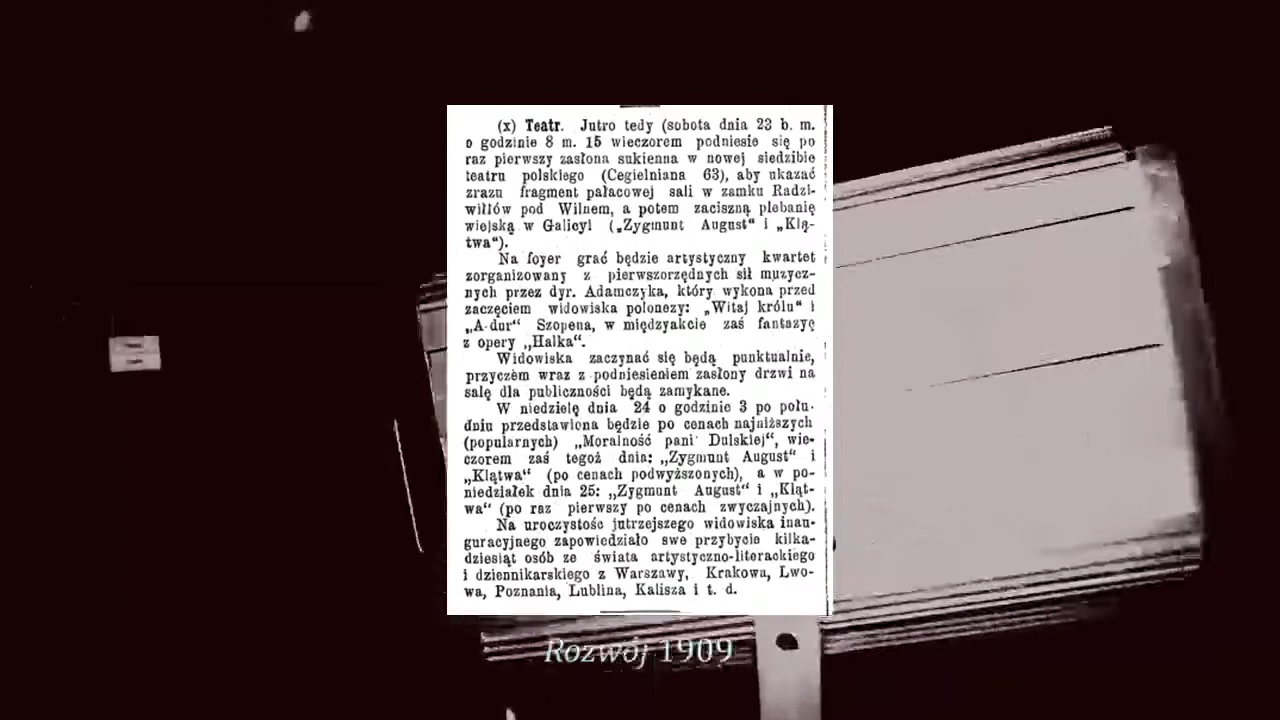 (x) Teatr. Jutro tedy (sobota dnia 23 b. m.
o godzinie 8 m. 15 wieczorem podniesie się po
raz pierwszy zasłona sukienna w nowej siedzibie
teatru polskiego (Cegielniana 63), aby ukazać
zrazu fragment pałacowej sali w zamku Radzi-
wiłłów pod Wilnem, a potem zaciszną plebanię
wiejską w Galicyi („Zygmunt August“ i „Klą-
twa“).
Na foyer grać będzie artystyczny kwartet
zorganizowany z pierwszorzędnych sił muzycz-
nych przez dyr. Adamczyka, który wykona przed
zaczęciem widowiska polonezy: „Witaj królu“ i
„A-dur“ Szopena, w międzyakcie zaś fantazyę
z opery „Halka“.
Widowiska zaczynać się będą punktualnie,
przyczem wraz z podniesieniem zasłony drzwi na
salę dla publiczności będą zamykane.
W niedzielę dnia 24 o godzinie 3 po połu-
dniu przedstawiona będzie po cenach najniższych
(popularnych) „Moralność pani Dulskiej“, wie-
czorem zaś tegoż dnia: „Zygmunt August“ i
„Klątwa“ (po cenach podwyższonych), a w po-
niedziałek dnia 25: „Zygmunt August“ i „Kląt-
wa“ (po raz pierwszy po cenach zwyczajnych).
Na uroczystość jutrzejszego widowiska inau-
guracyjnego zapowiedziało swe przybycie kilka-
dziesiąt osób ze świata artystyczno-literackiego
i dziennikarskiego z Warszawy, Krakowa, Lwo-
wa, Poznania, Lublina, Kalisza i t. d.
Rozwój 1909